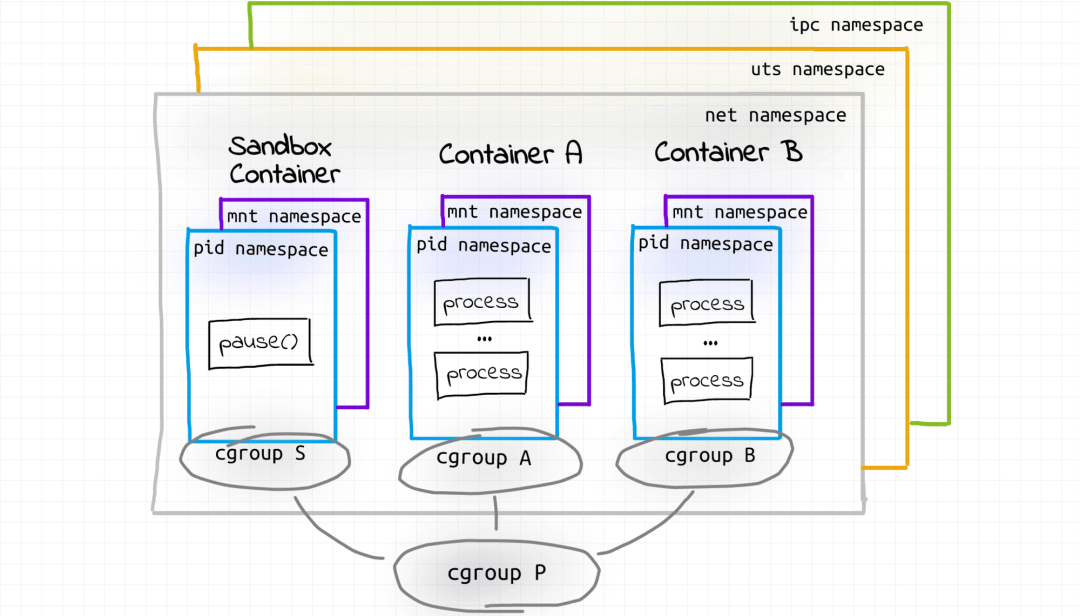 ipc namespace
uts namespace
net namespace
Sandbox
Container
Container A
Container B
mnt namespace
mnt namespace
mnt namespace
pid namespace
pid namespace
pid namespace
pause()
process
...
process
process
...
process
cgroup S
cgroup A
cgroup B
cgroup P